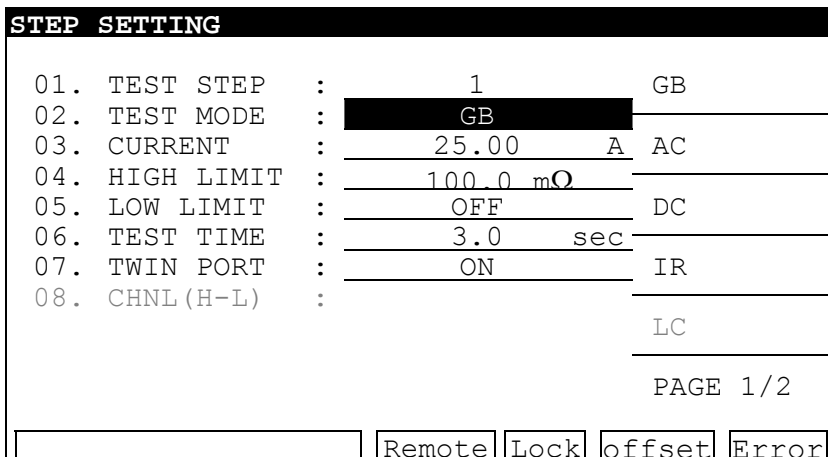 STEP SETTING
01. TEST STEP : 1 GB
02. TEST MODE : GB
03. CURRENT : 25.00 A AC
04. HIGH LIMIT : 100.0 mΩ
05. LOW LIMIT : OFF DC
06. TEST TIME : 3.0 sec
07. TWIN PORT : ON IR
08. CHNL(H-L) :
LC
PAGE 1/2
Remote Lock offset Error